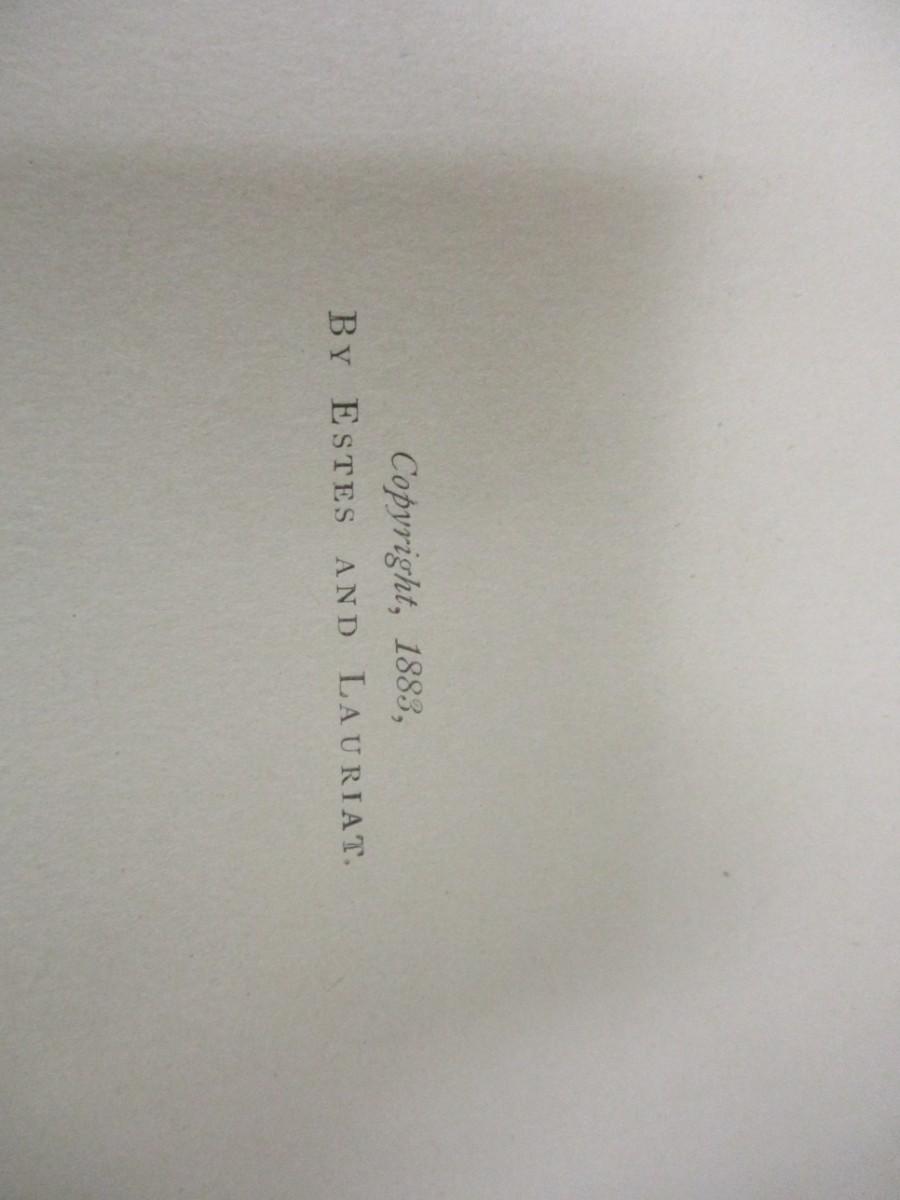 Copyright, 1883,
By Estes and Lauriat.